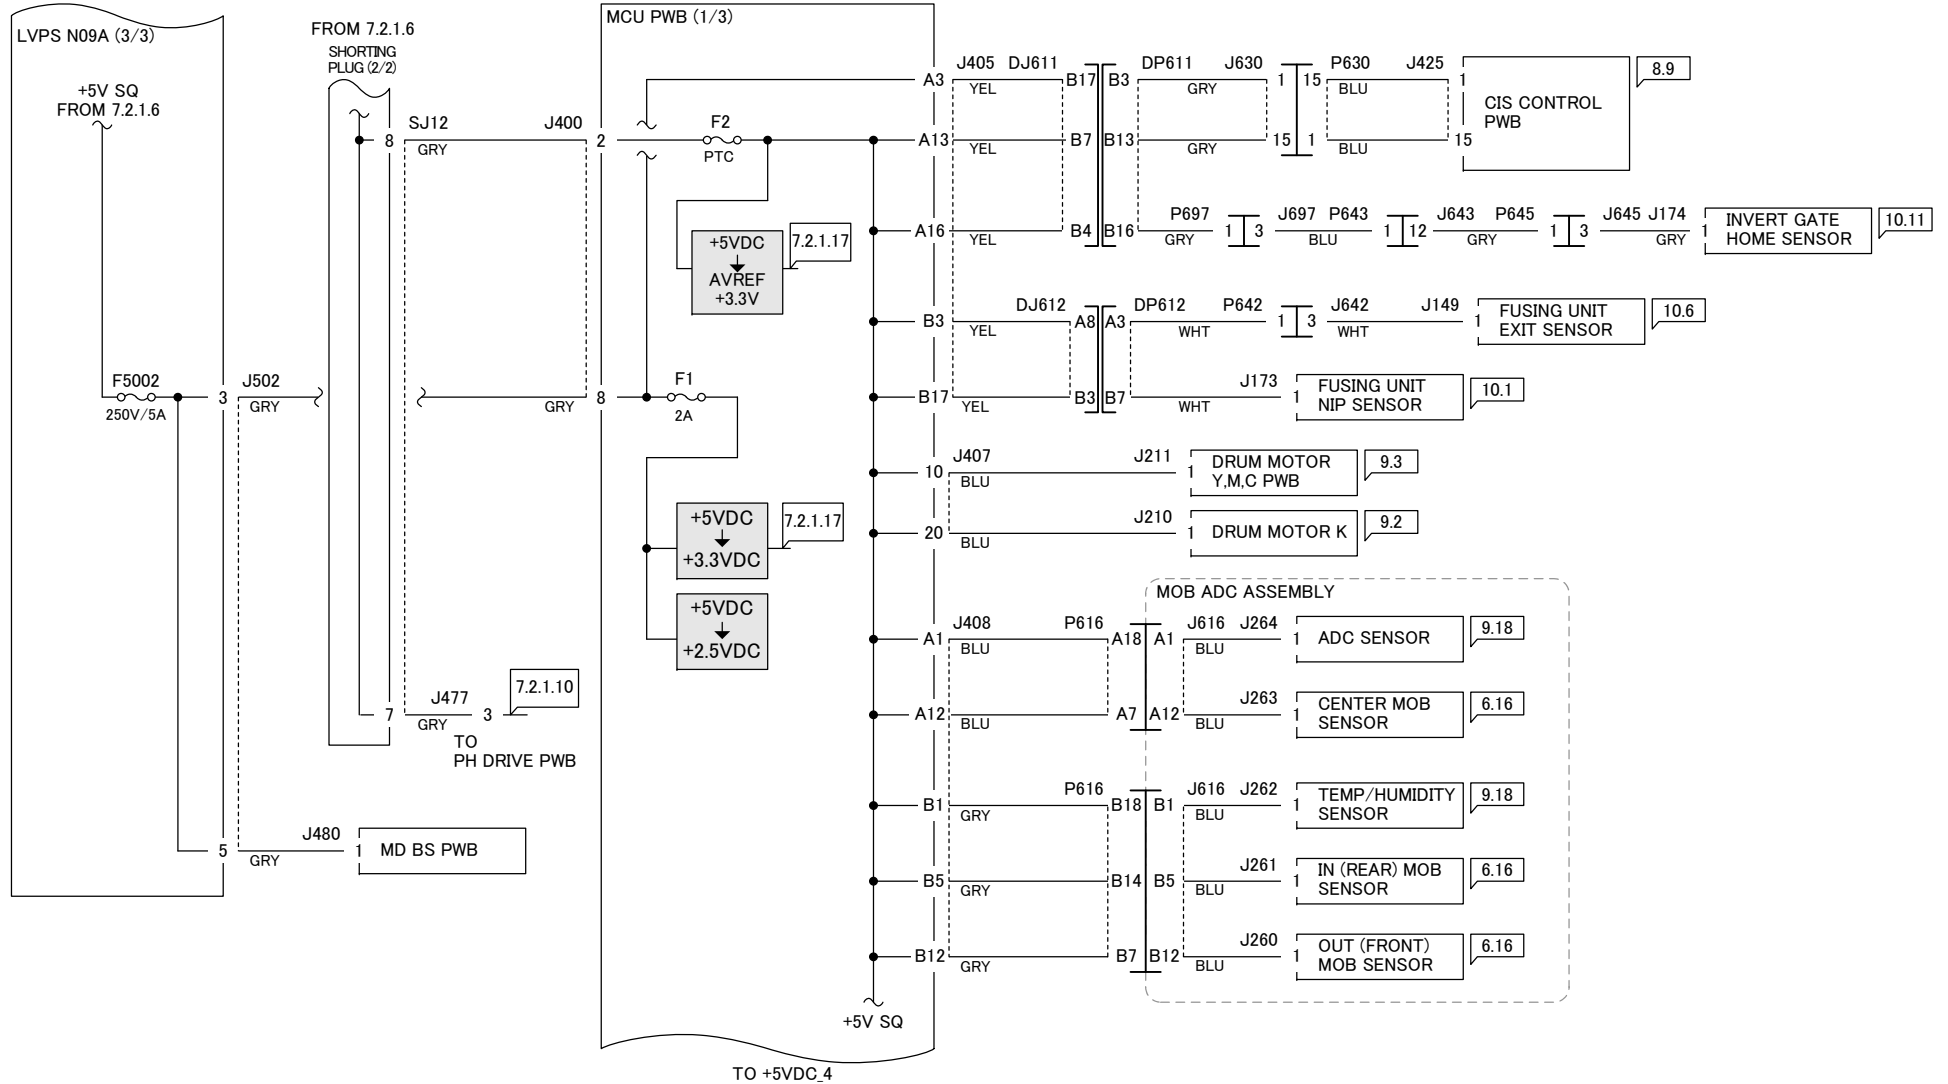 LVPS N09A (3/3)
+5V SQ
FROM 7.2.1.6
F5002
250V/5A
3
J502
GRY
5
GRY
J480
1
MD BS PWB
FROM 7.2.1.6
SHORTING
PLUG (2/2)
8
SJ12
GRY
J400
2
GRY
8
7
J477
GRY
3
7.2.1.10
TO
PH DRIVE PWB
MCU PWB (1/3)
F2
PTC
+5VDC
AVREF
+3.3V
7.2.1.17
F1
2A
+5VDC
+3.3VDC
7.2.1.17
+5VDC
+2.5VDC
+5V SQ
TO +5VDC_4
A3
J405
YEL
DJ611
B17
B3
DP611
GRY
J630
1
15
P630
BLU
J425
1
CIS CONTROL
PWB
8.9
A13
YEL
B7
B13
GRY
15
1
BLU
15
A16
YEL
B4
B16
P697
GRY
1
3
J697
BLU
P643
1
12
J643
GRY
P645
1
3
J645
J174
GRY
1
INVERT GATE
HOME SENSOR
10.11
B3
YEL
DJ612
A8
A3
DP612
WHT
P642
1
3
J642
WHT
J149
1
FUSING UNIT
EXIT SENSOR
10.6
B17
YEL
B3
B7
WHT
J173
1
FUSING UNIT
NIP SENSOR
10.1
10
J407
BLU
J211
1
DRUM MOTOR
Y,M,C PWB
9.3
20
BLU
J210
1
DRUM MOTOR K
9.2
MOB ADC ASSEMBLY
A1
J408
BLU
P616
A18
A1
J616
BLU
J264
1
ADC SENSOR
9.18
A12
BLU
A7
A12
BLU
J263
1
CENTER MOB
SENSOR
6.16
B1
GRY
P616
B18
B1
J616
BLU
J262
1
TEMP/HUMIDITY
SENSOR
9.18
B5
GRY
B14
B5
BLU
J261
1
IN (REAR) MOB
SENSOR
6.16
B12
GRY
B7
B12
BLU
J260
1
OUT (FRONT)
MOB SENSOR
6.16